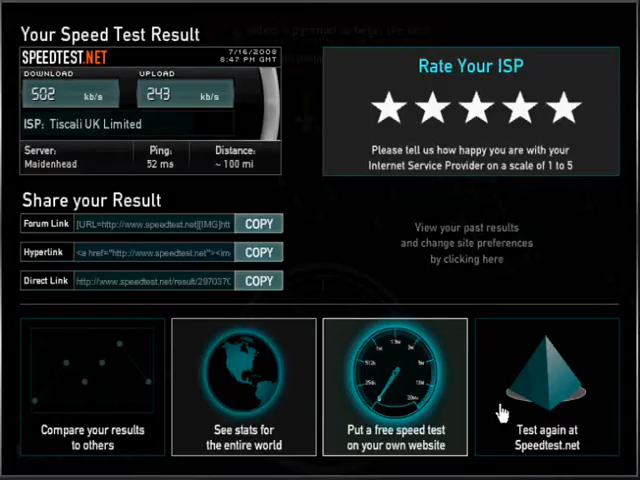 Your Speed Test Result
SPEEDTEST.NET
7/16/2008
8:47 PM GMT
DOWNLOAD
UPLOAD
502 kb/s
243 kb/s
ISP: Tiscali UK Limited
Server:
Maidenhead
Ping:
52 ms
Distance:
~ 100 mi
Rate Your ISP
Please tell us how happy you are with your
Internet Service Provider on a scale of 1 to 5
Share your Result
Forum Link
[URL=http://www.speedtest.net][IMG]htt
COPY
Hyperlink
<a href="http://www.speedtest.net"><im
COPY
Direct Link
http://www.speedtest.net/result/2970370
COPY
View your past results
and change site preferences
by clicking here
Compare your results
to others
See stats for
the entire world
Put a free speed test
on your own website
Test again at
Speedtest.net